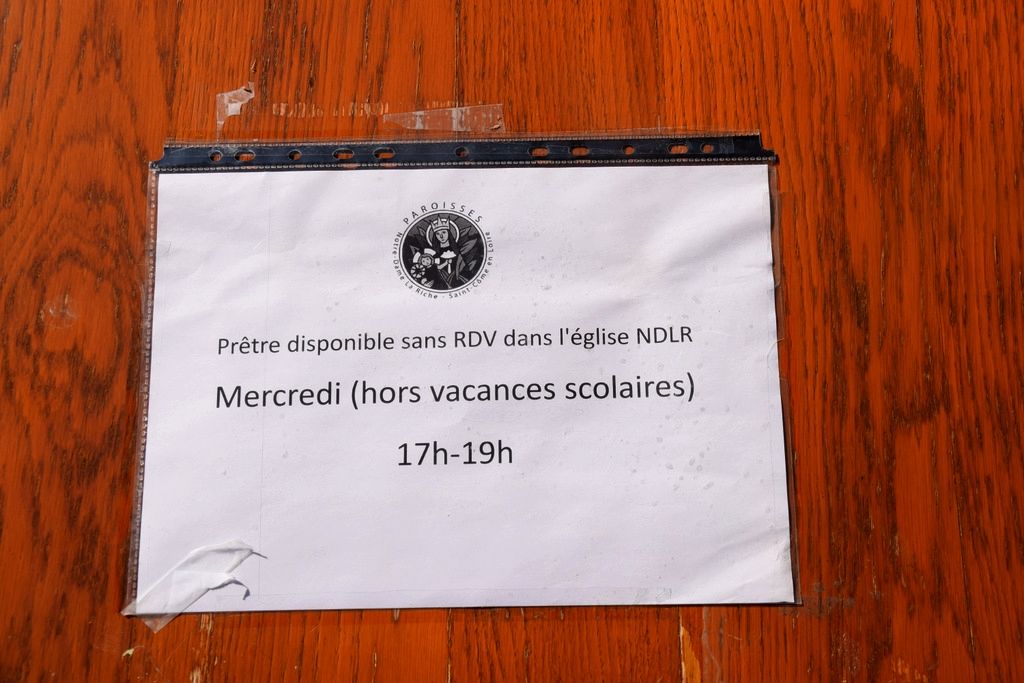 PAROISSES
Notre-Dame La Riche - Saint Côme en Loire
Prêtre disponible sans RDV dans l'église NDLR
Mercredi (hors vacances scolaires)
17h-19h